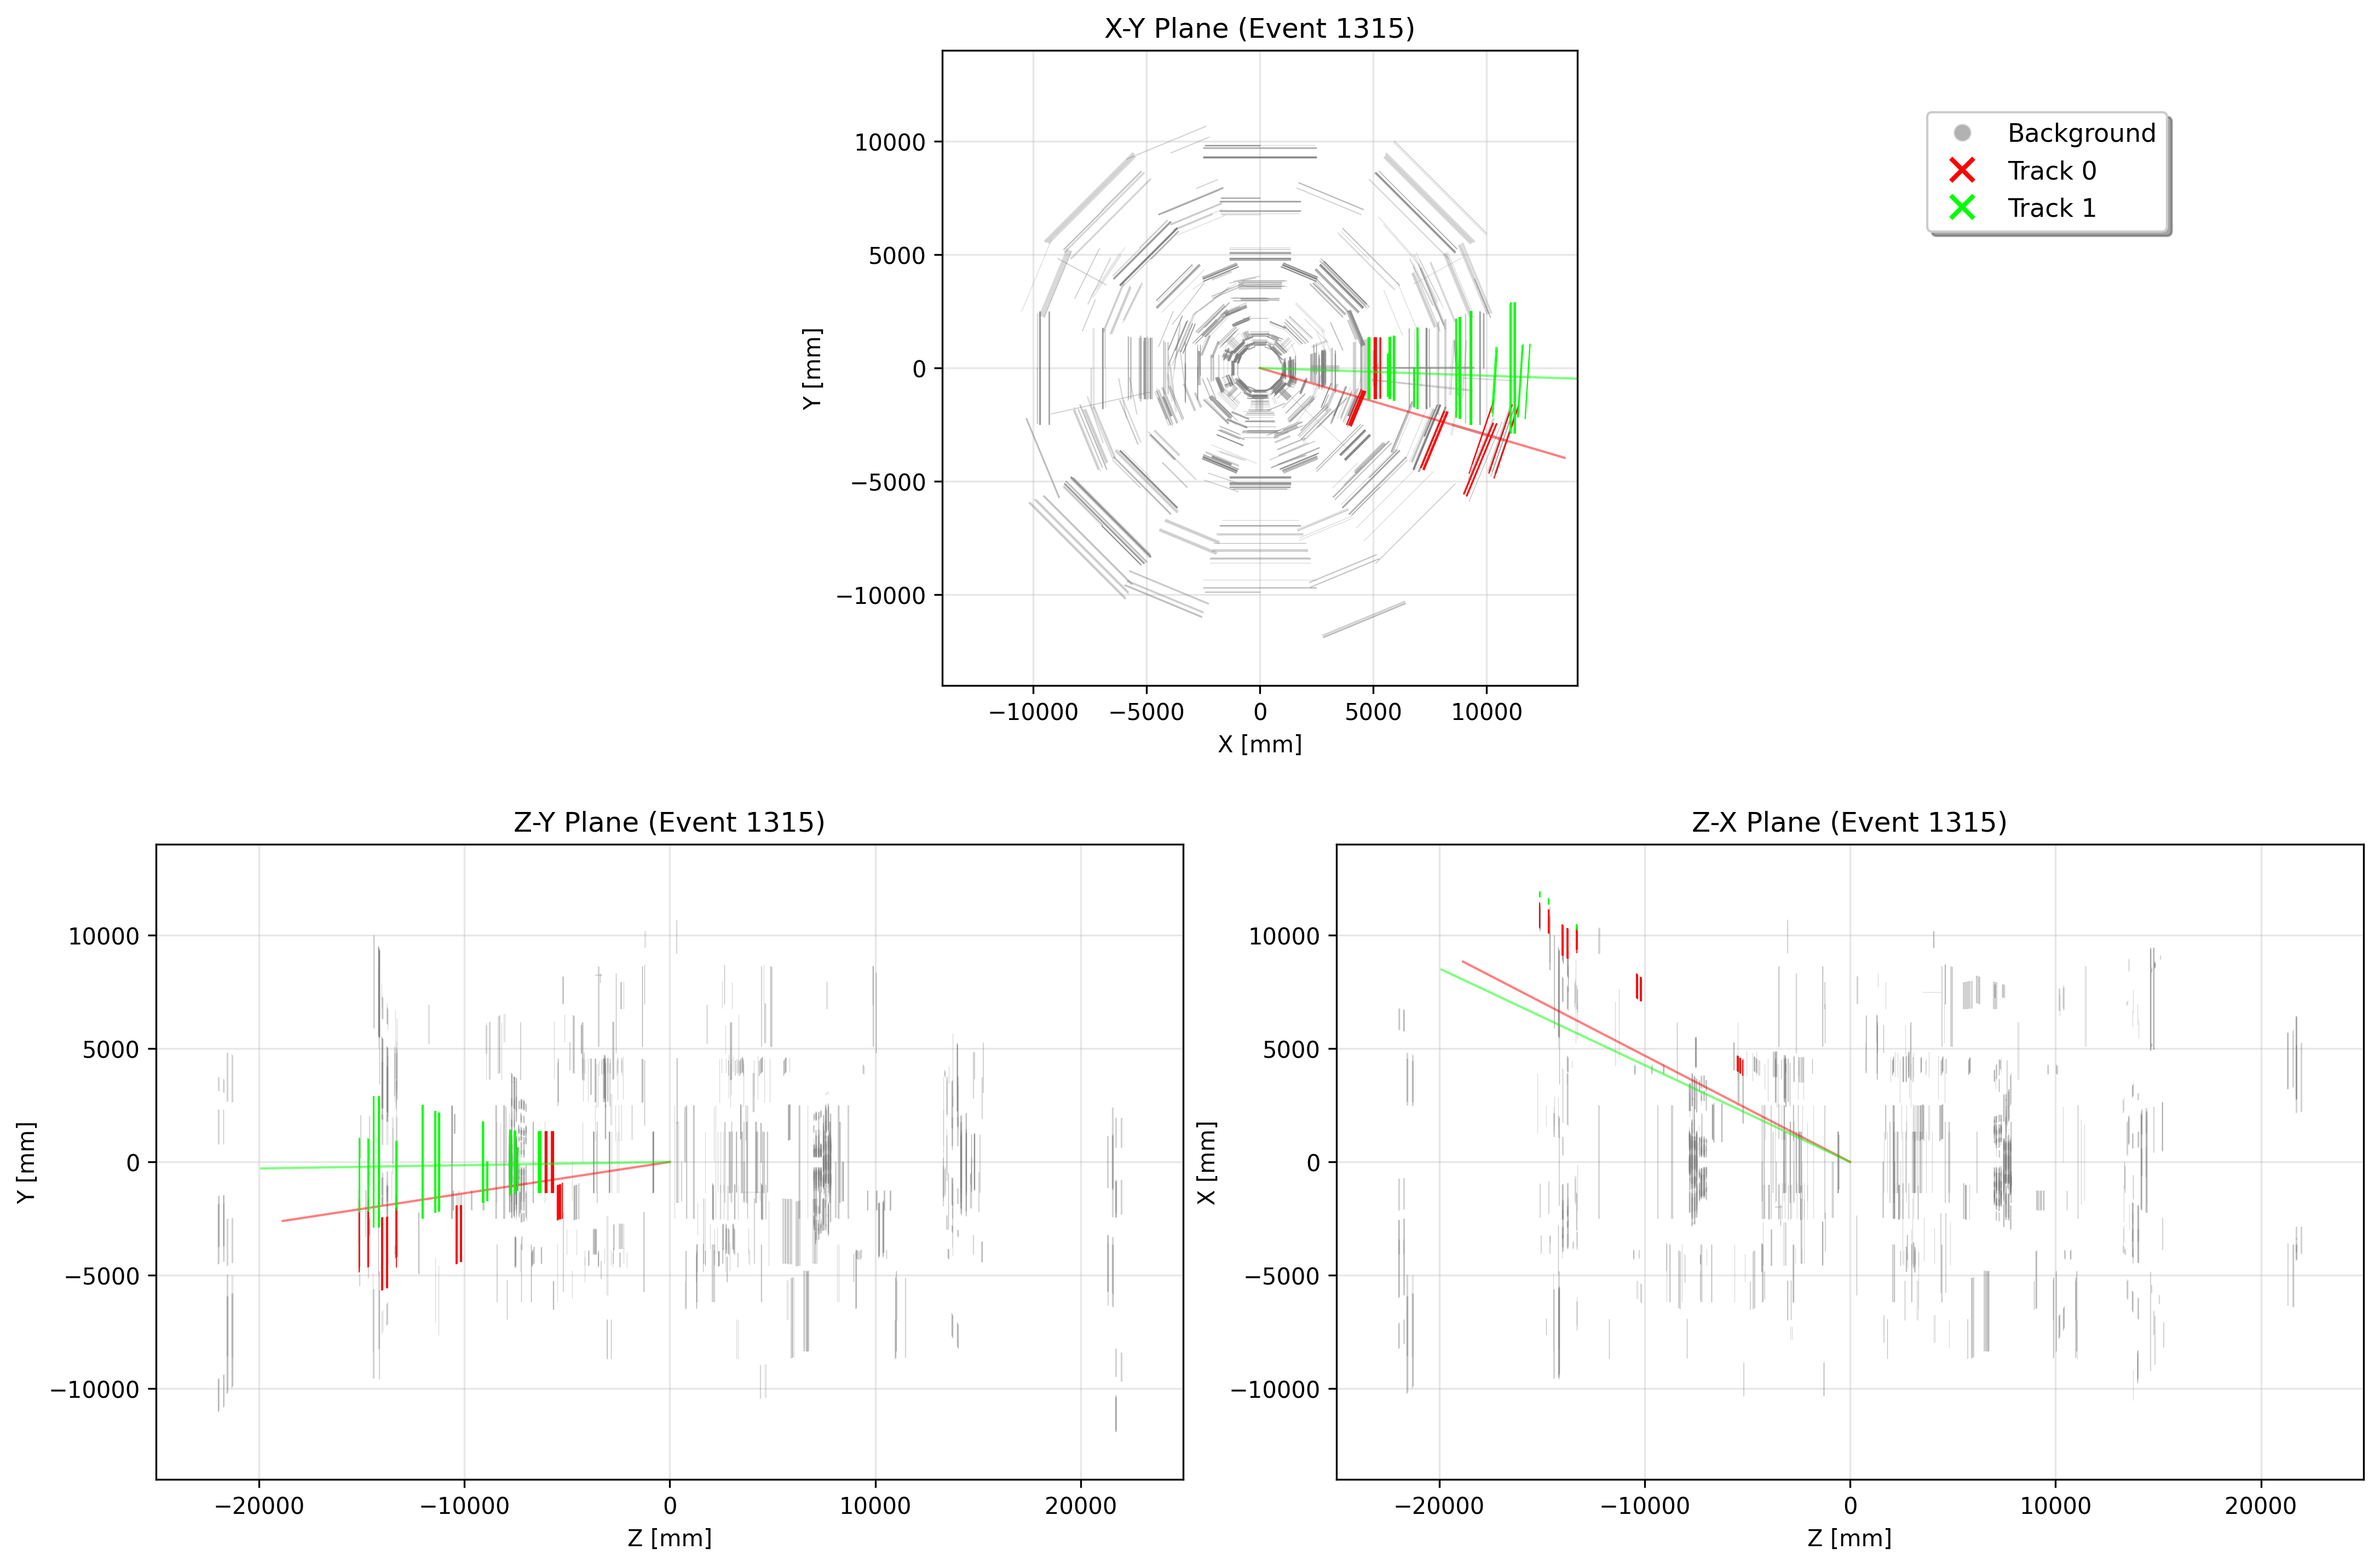 X-Y Plane (Event 1315)
Y [mm]
10000
5000
0
−5000
−10000
−10000 −5000 0 5000 10000
X [mm]
Background
Track 0
Track 1
Z-Y Plane (Event 1315)
Y [mm]
10000
5000
0
−5000
−10000
−20000 −10000 0 10000 20000
Z [mm]
Z-X Plane (Event 1315)
X [mm]
10000
5000
0
−5000
−10000
−20000 −10000 0 10000 20000
Z [mm]